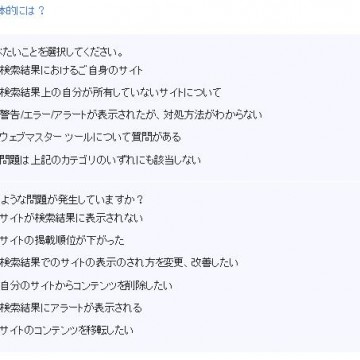 体的には？
たいことを選択してください。
検索結果におけるご自身のサイト
検索結果上の自分が所有していないサイトについて
警告/エラー/アラートが表示されたが、対処方法がわからない
ウェブマスター ツールについて質問がある
問題は上記のカテゴリのいずれにも該当しない
ような問題が発生していますか？
サイトが検索結果に表示されない
サイトの掲載順位が下がった
検索結果でのサイトの表示のされ方を変更、改善したい
自分のサイトからコンテンツを削除したい
検索結果にアラートが表示される
サイトのコンテンツを移転したい